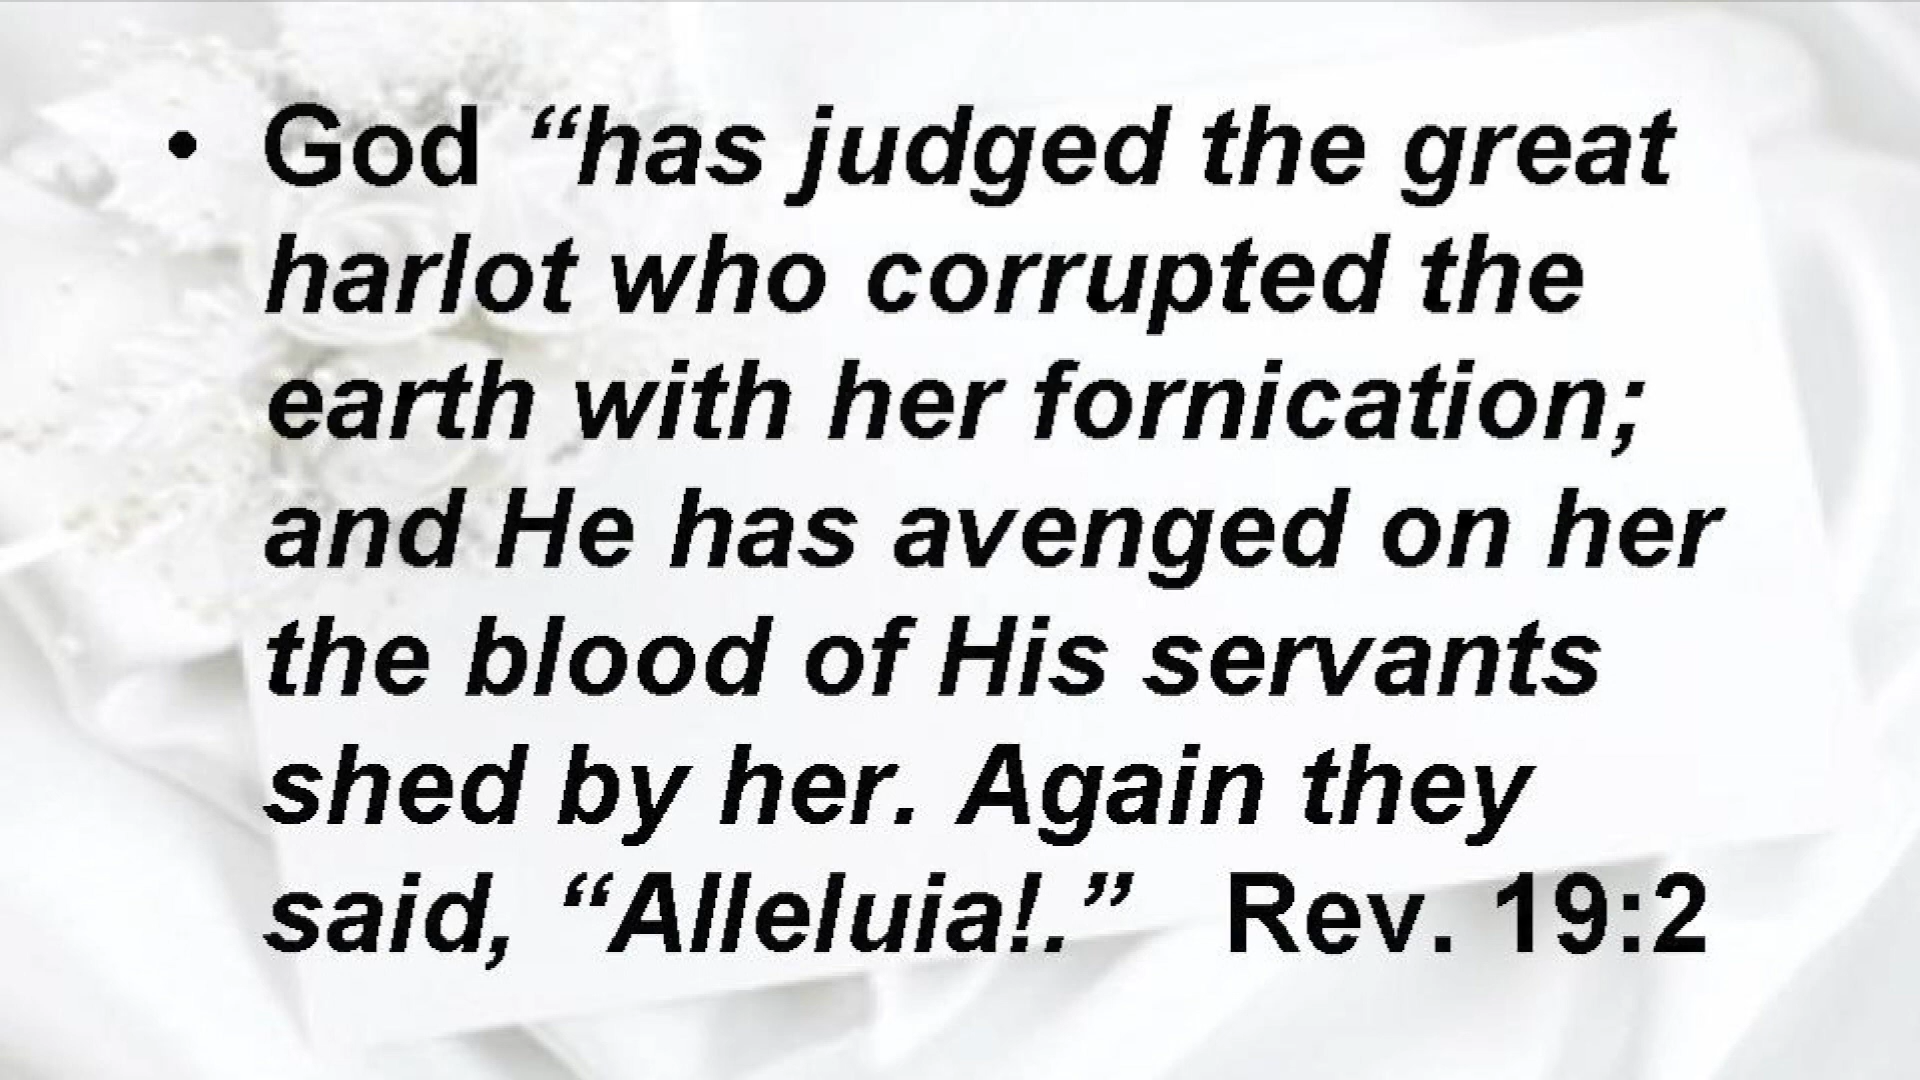 • God “has judged the great
harlot who corrupted the
earth with her fornication;
and He has avenged on her
the blood of His servants
shed by her. Again they
said, “Alleluia!.” Rev. 19:2